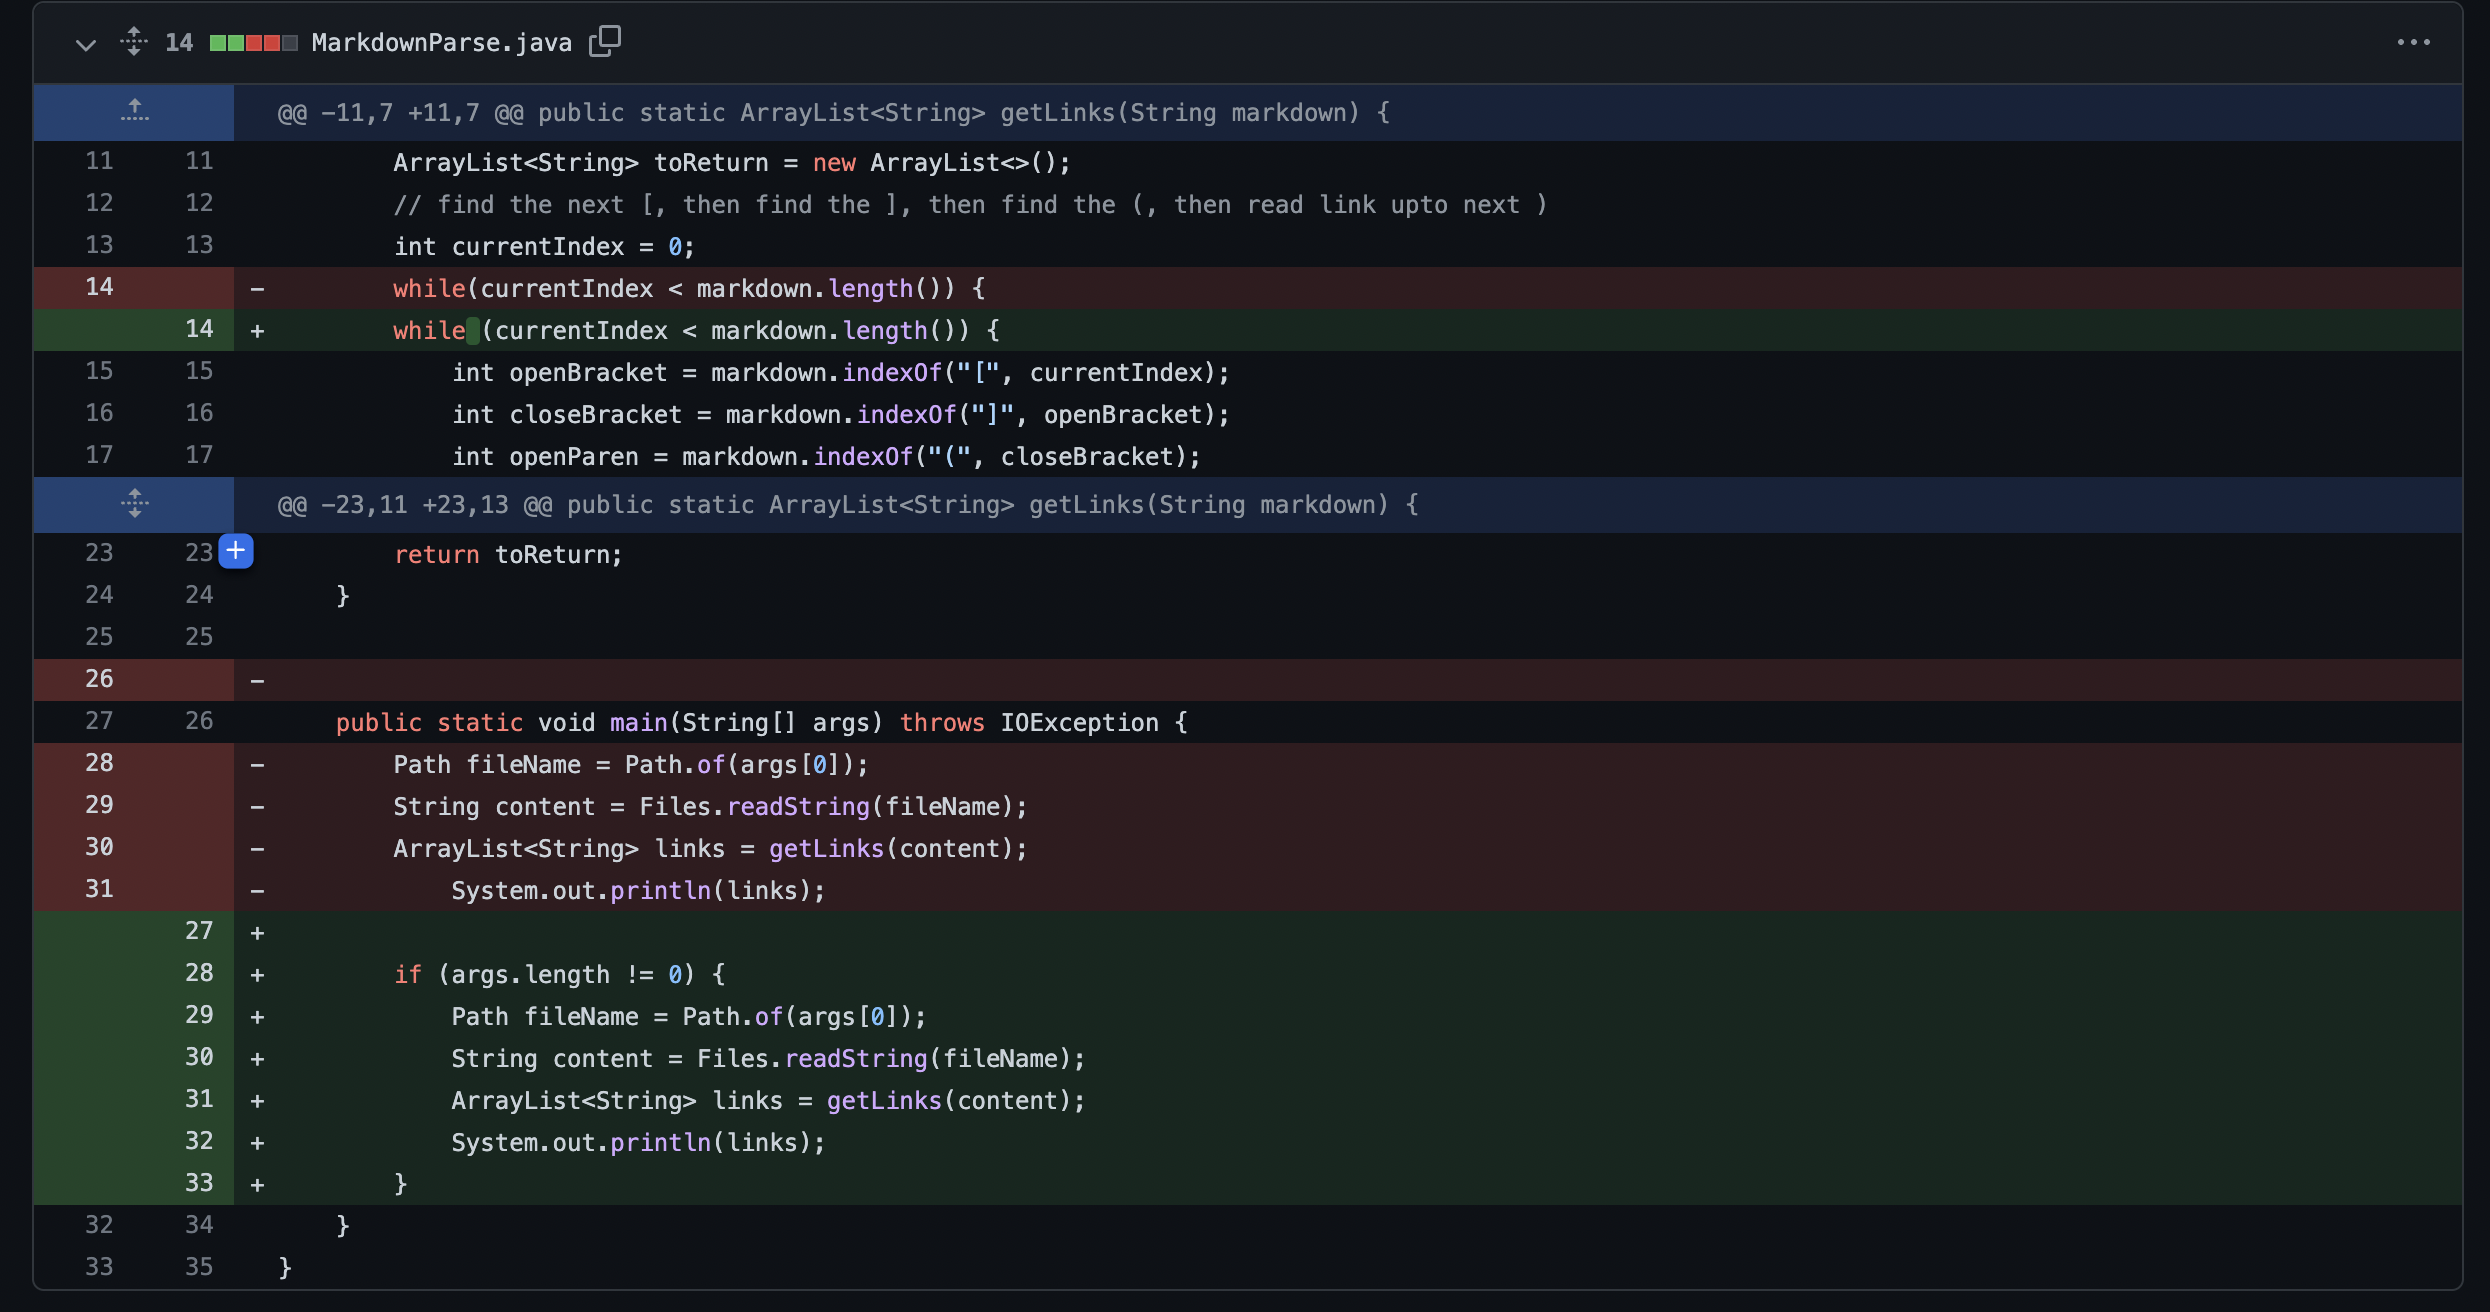 14 MarkdownParse.java
@@ -11,7 +11,7 @@ public static ArrayList<String> getLinks(String markdown) {
11 11 ArrayList<String> toReturn = new ArrayList<>();
12 12 // find the next [, then find the ], then find the (, then read link upto next )
13 13 int currentIndex = 0;
14 - while(currentIndex < markdown.length()) {
14 + while (currentIndex < markdown.length()) {
15 15 int openBracket = markdown.indexOf("[", currentIndex);
16 16 int closeBracket = markdown.indexOf("]", openBracket);
17 17 int openParen = markdown.indexOf("(", closeBracket);
@@ -23,11 +23,13 @@ public static ArrayList<String> getLinks(String markdown) {
23 23 + return toReturn;
24 24 }
25 25
26 -
27 26 public static void main(String[] args) throws IOException {
28 - Path fileName = Path.of(args[0]);
29 - String content = Files.readString(fileName);
30 - ArrayList<String> links = getLinks(content);
31 - System.out.println(links);
27 +
28 + if (args.length != 0) {
29 + Path fileName = Path.of(args[0]);
30 + String content = Files.readString(fileName);
31 + ArrayList<String> links = getLinks(content);
32 + System.out.println(links);
33 + }
32 34 }
33 35 }